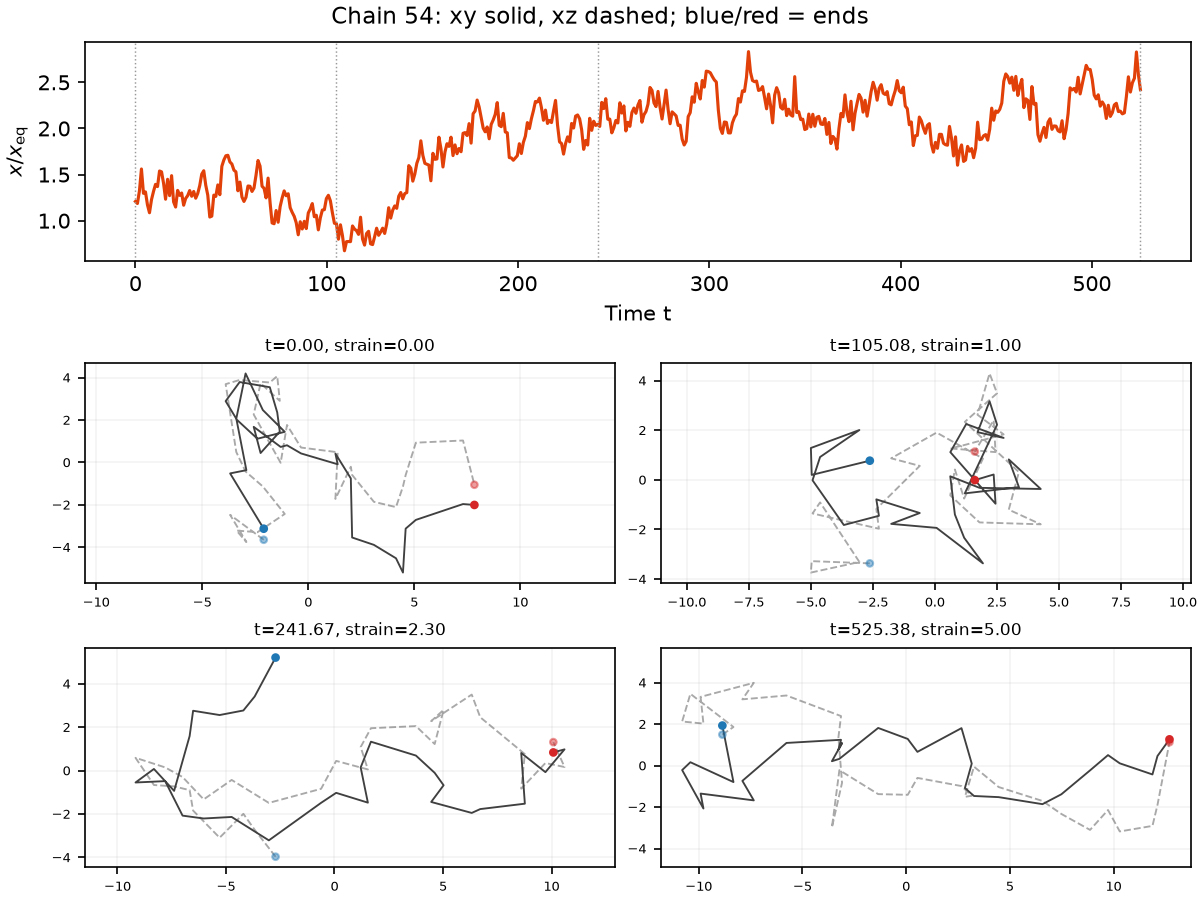 Chain 54: xy solid, xz dashed; blue/red = ends
x/x_eq
2.5
2.0
1.5
1.0
0 100 200 300 400 500
Time t
t=0.00, strain=0.00
4
2
0
−2
−4
−10 −5 0 5 10
t=105.08, strain=1.00
4
2
0
−2
−4
−10.0 −7.5 −5.0 −2.5 0.0 2.5 5.0 7.5 10.0
t=241.67, strain=2.30
4
2
0
−2
−4
−10 −5 0 5 10
t=525.38, strain=5.00
4
2
0
−2
−4
−10 −5 0 5 10